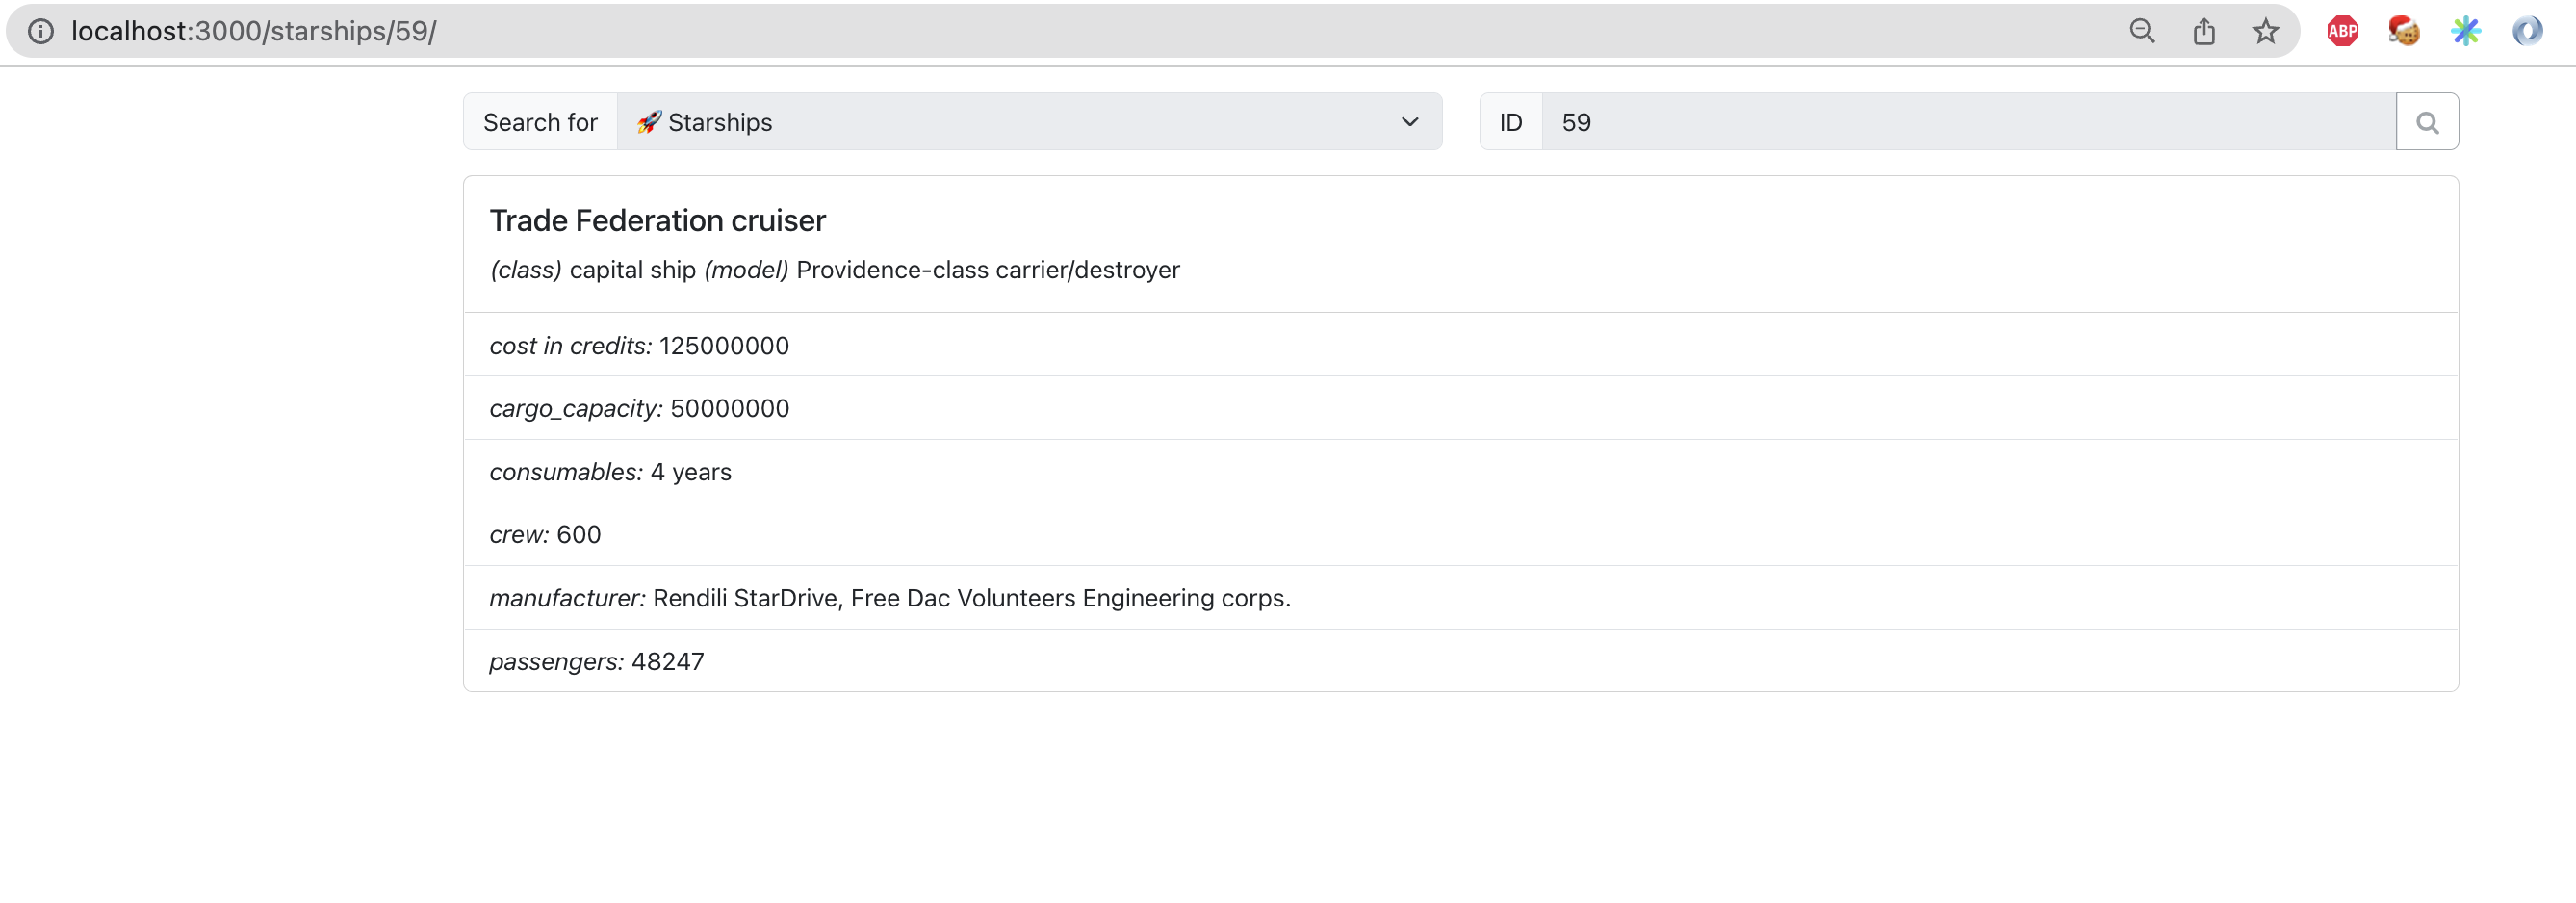 localhost:3000/starships/59/
ABP
Search for 🚀 Starships ID 59
Trade Federation cruiser
(class) capital ship (model) Providence-class carrier/destroyer
cost in credits: 125000000
cargo_capacity: 50000000
consumables: 4 years
crew: 600
manufacturer: Rendili StarDrive, Free Dac Volunteers Engineering corps.
passengers: 48247